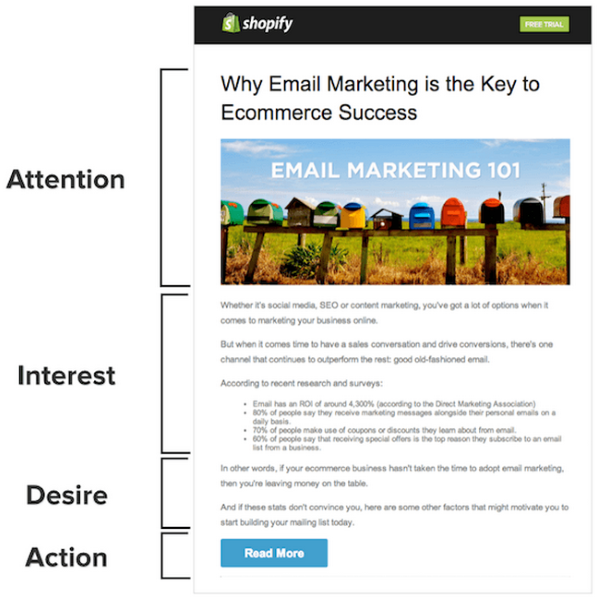 shopify
FREE TRIAL
Why Email Marketing is the Key to
Ecommerce Success
Attention
EMAIL MARKETING 101
Whether it's social media, SEO or content marketing, you've got a lot of options when it
comes to marketing your business online.
But when it comes time to have a sales conversation and drive conversions, there's one
channel that continues to outperform the rest: good old-fashioned email.
Interest
According to recent research and surveys:
Email has an ROI of around 4,300% (according to the Direct Marketing Association)
80% of people say they receive marketing messages alongside their personal emails on a
daily basis.
70% of people make use of coupons or discounts they learn about from email.
60% of people say that receiving special offers is the top reason they subscribe to an email
list from a business.
In other words, if your ecommerce business hasn't taken the time to adopt email marketing,
then you're leaving money on the table.
Desire
And if these stats don't convince you, here are some other factors that might motivate you to
start building your mailing list today.
Action
Read More